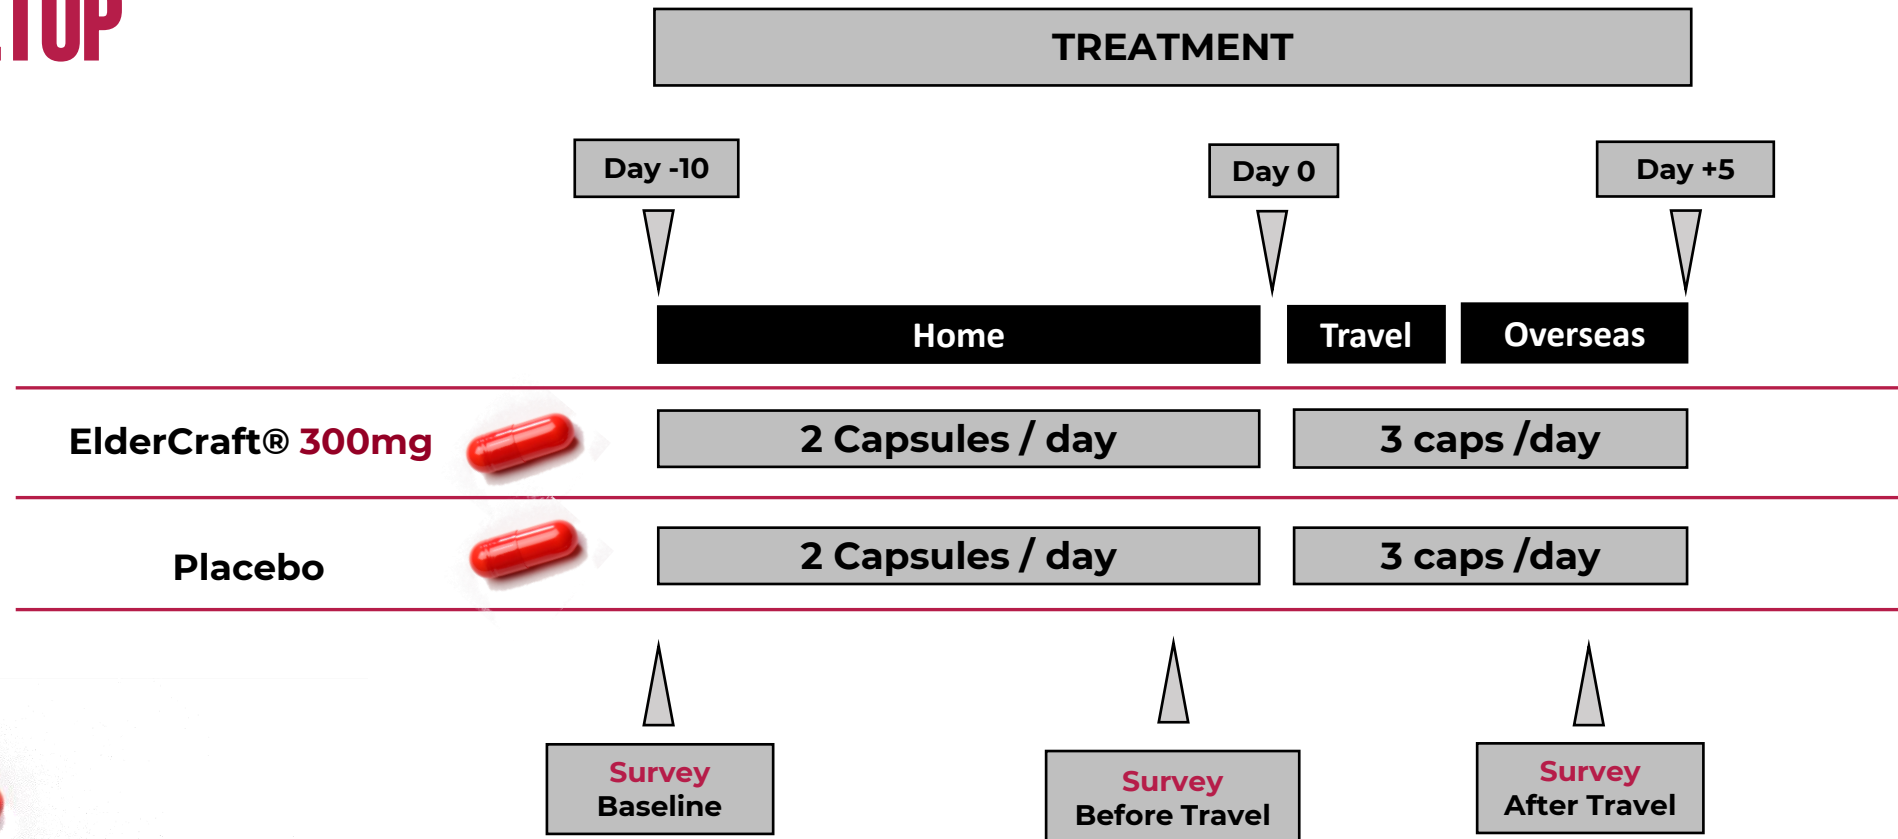 TREATMENT
Day -10
Day 0
Day +5
Home
Travel
Overseas
ElderCraft® 300mg
2 Capsules / day
3 caps /day
Placebo
2 Capsules / day
3 caps /day
Survey
Baseline
Survey
Before Travel
Survey
After Travel